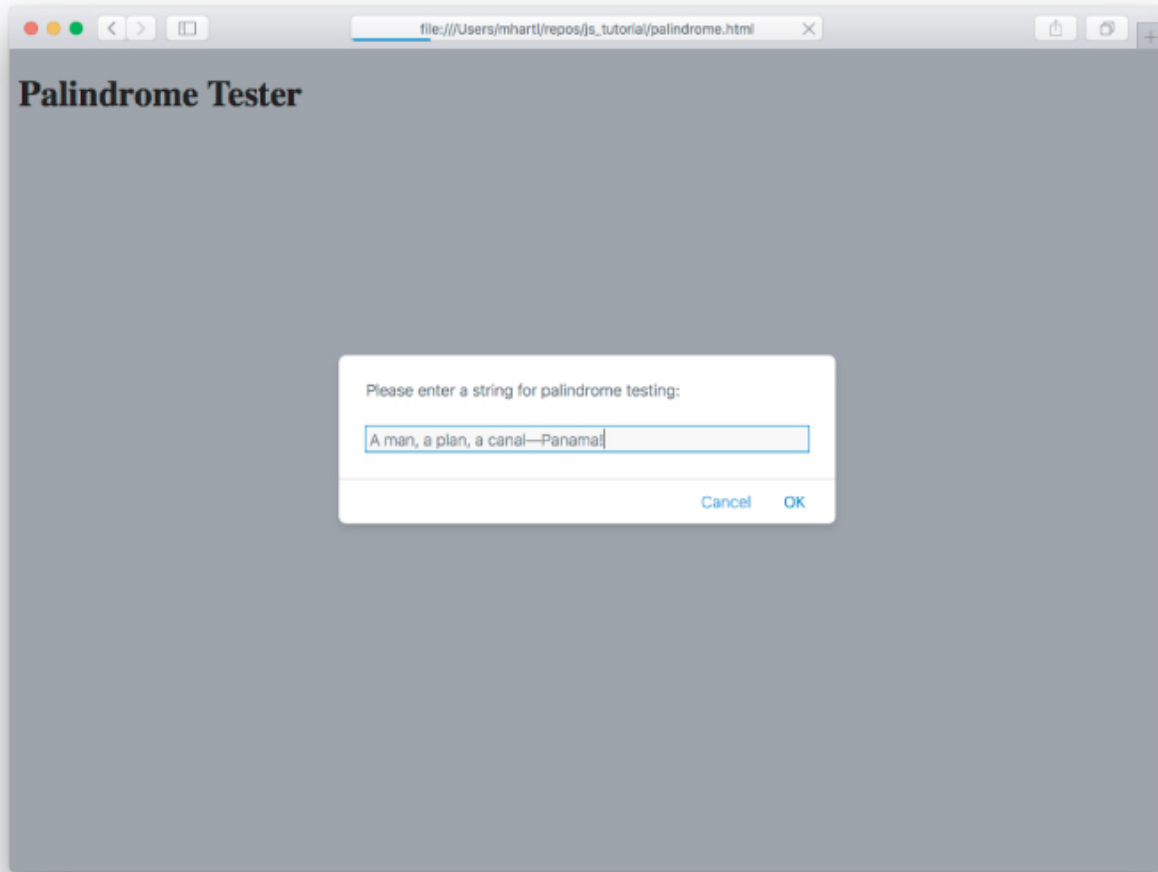 file:///Users/mhartl/repos/js_tutorial/palindrome.html
Palindrome Tester
Please enter a string for palindrome testing:
A man, a plan, a canal—Panama!
Cancel OK